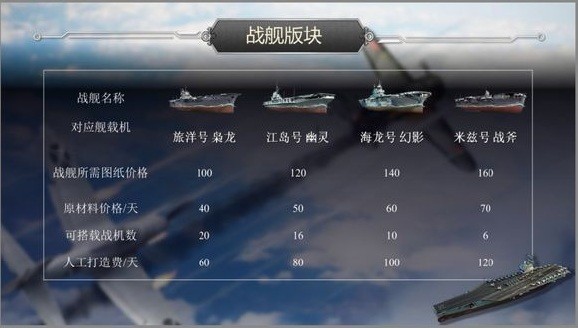 战舰版块
战舰名称
对应舰载机 旅洋号 枭龙 江岛号 幽灵 海龙号 幻影 米兹号 战斧
战舰所需图纸价格 100 120 140 160
原材料价格/天 40 50 60 70
可搭载战机数 20 16 10 6
人工打造费/天 60 80 100 120